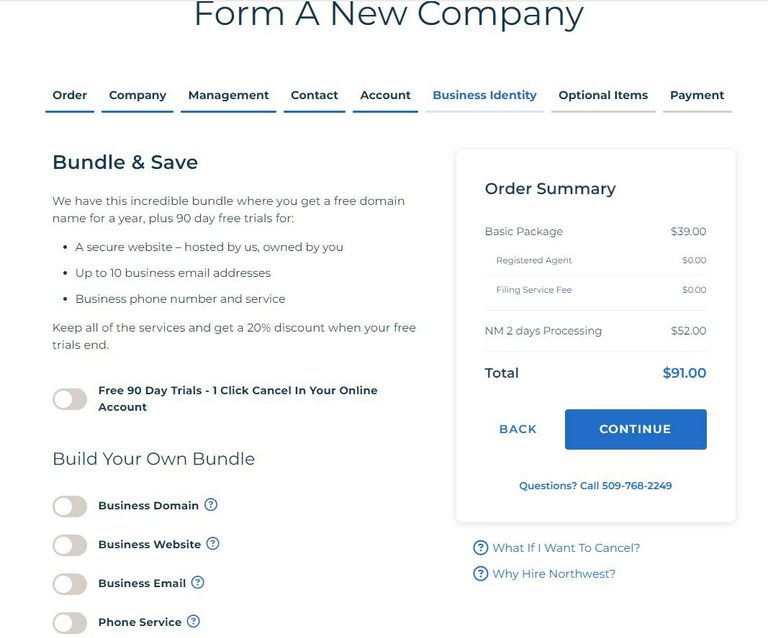 Form A New Company
Order Company Management Contact Account Business Identity Optional Items Payment
Bundle & Save
We have this incredible bundle where you get a free domain
name for a year, plus 90 day free trials for:
• A secure website – hosted by us, owned by you
• Up to 10 business email addresses
• Business phone number and service
Keep all of the services and get a 20% discount when your free
trials end.
Free 90 Day Trials - 1 Click Cancel In Your Online
Account
Build Your Own Bundle
Business Domain ?
Business Website ?
Business Email ?
Phone Service ?
Order Summary
Basic Package $39.00
Registered Agent $0.00
Filing Service Fee $0.00
NM 2 days Processing $52.00
Total $91.00
BACK CONTINUE
Questions? Call 509-768-2249
? What If I Want To Cancel?
? Why Hire Northwest?